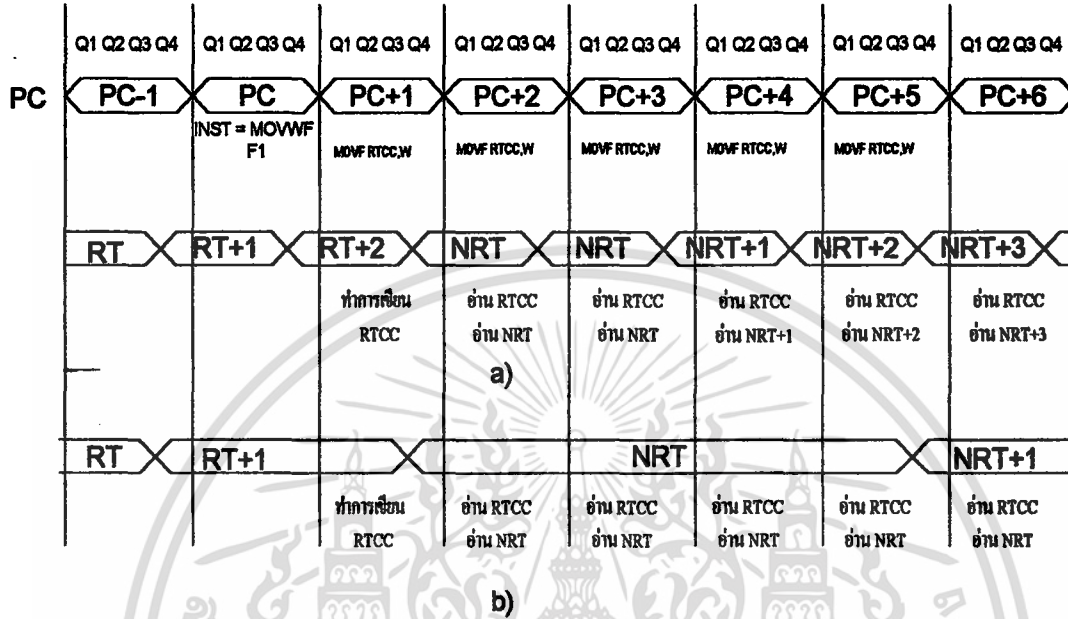 Q1 Q2 Q3 Q4 Q1 Q2 Q3 Q4 Q1 Q2 Q3 Q4 Q1 Q2 Q3 Q4 Q1 Q2 Q3 Q4 Q1 Q2 Q3 Q4 Q1 Q2 Q3 Q4 Q1 Q2 Q3 Q4
PC PC-1 PC PC+1 PC+2 PC+3 PC+4 PC+5 PC+6
INST = MOVWF
F1 MOVF RTCC,W MOVF RTCC,W MOVF RTCC,W MOVF RTCC,W MOVF RTCC,W
RT RT+1 RT+2 NRT NRT NRT+1 NRT+2 NRT+3
ทำการเขียน อ่าน RTCC อ่าน RTCC อ่าน RTCC อ่าน RTCC อ่าน RTCC
RTCC อ่าน NRT อ่าน NRT อ่าน NRT+1 อ่าน NRT+2 อ่าน NRT+3
a)
RT RT+1 NRT NRT+1
ทำการเขียน อ่าน RTCC อ่าน RTCC อ่าน RTCC อ่าน RTCC อ่าน RTCC
RTCC อ่าน NRT อ่าน NRT อ่าน NRT อ่าน NRT อ่าน NRT
b)